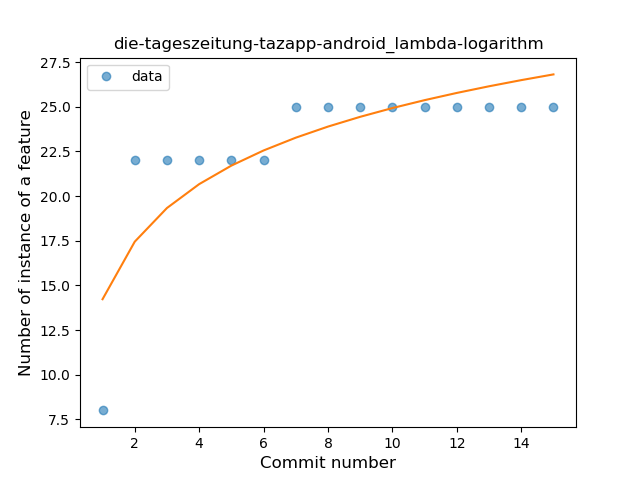 die-tageszeitung-tazapp-android_lambda-logarithm
data
Number of instance of a feature
27.5
25.0
22.5
20.0
17.5
15.0
12.5
10.0
7.5
2 4 6 8 10 12 14
Commit number